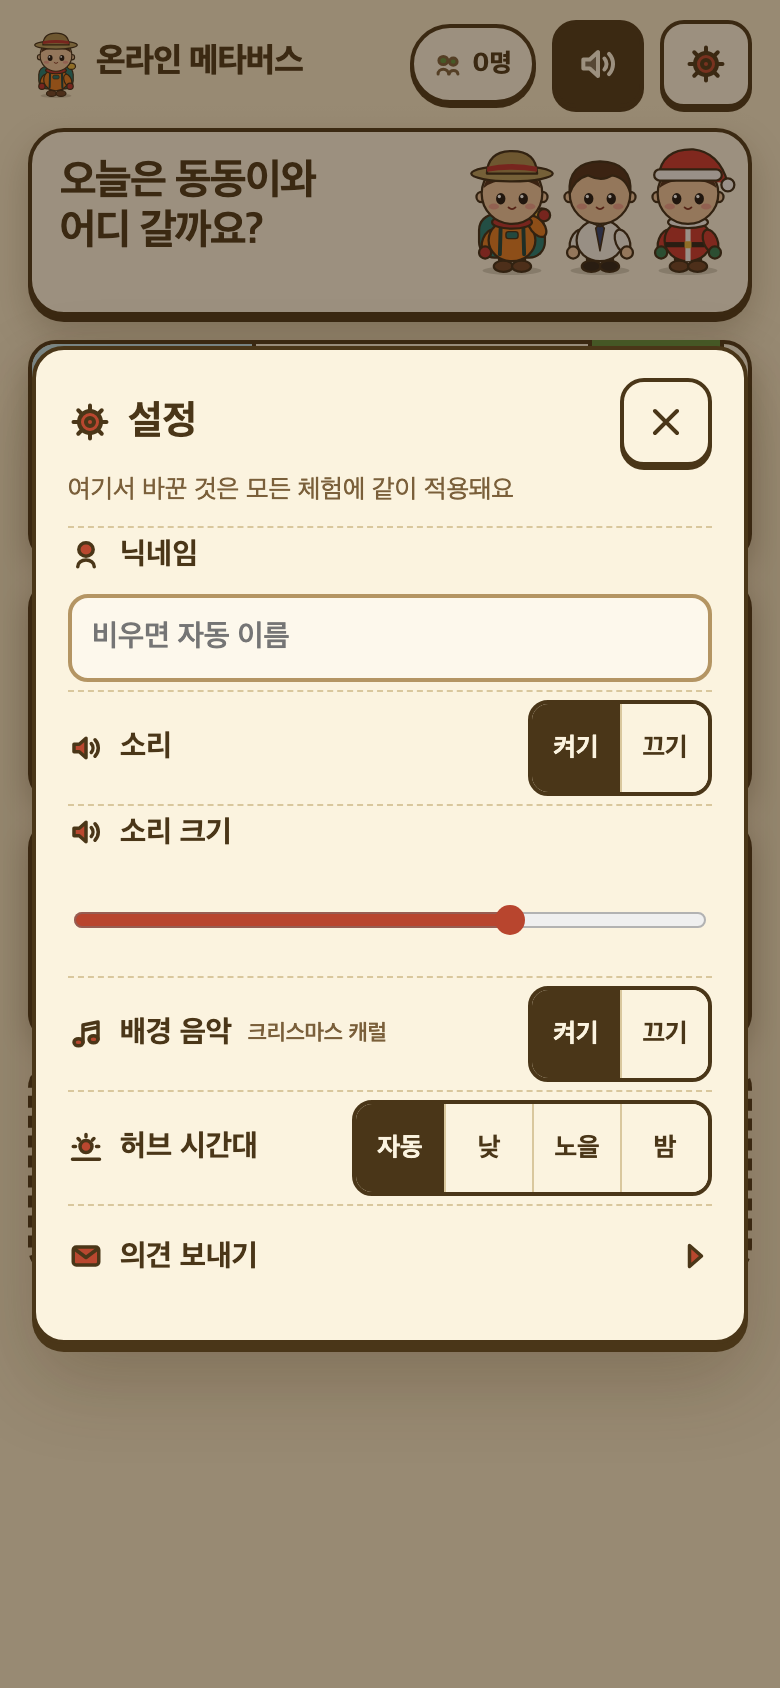 온라인 메타버스
0명
오늘은 동동이와
어디 갈까요?
설정
여기서 바꾼 것은 모든 체험에 같이 적용돼요
닉네임
비우면 자동 이름
소리
켜기 끄기
소리 크기
배경 음악 크리스마스 캐럴
켜기 끄기
허브 시간대
자동 낮 노을 밤
의견 보내기